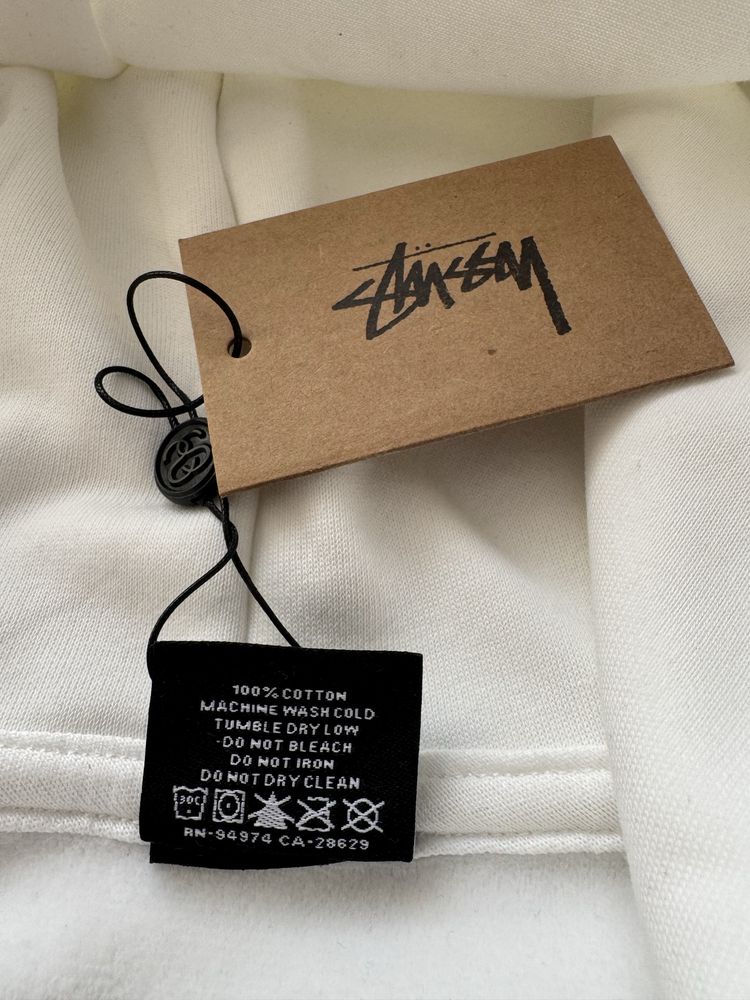 Stüssy
100% COTTON
MACHINE WASH COLD
TUMBLE DRY LOW
-DO NOT BLEACH
DO NOT IRON
DO NOT DRY CLEAN
30C
RN-94974 CA-28629